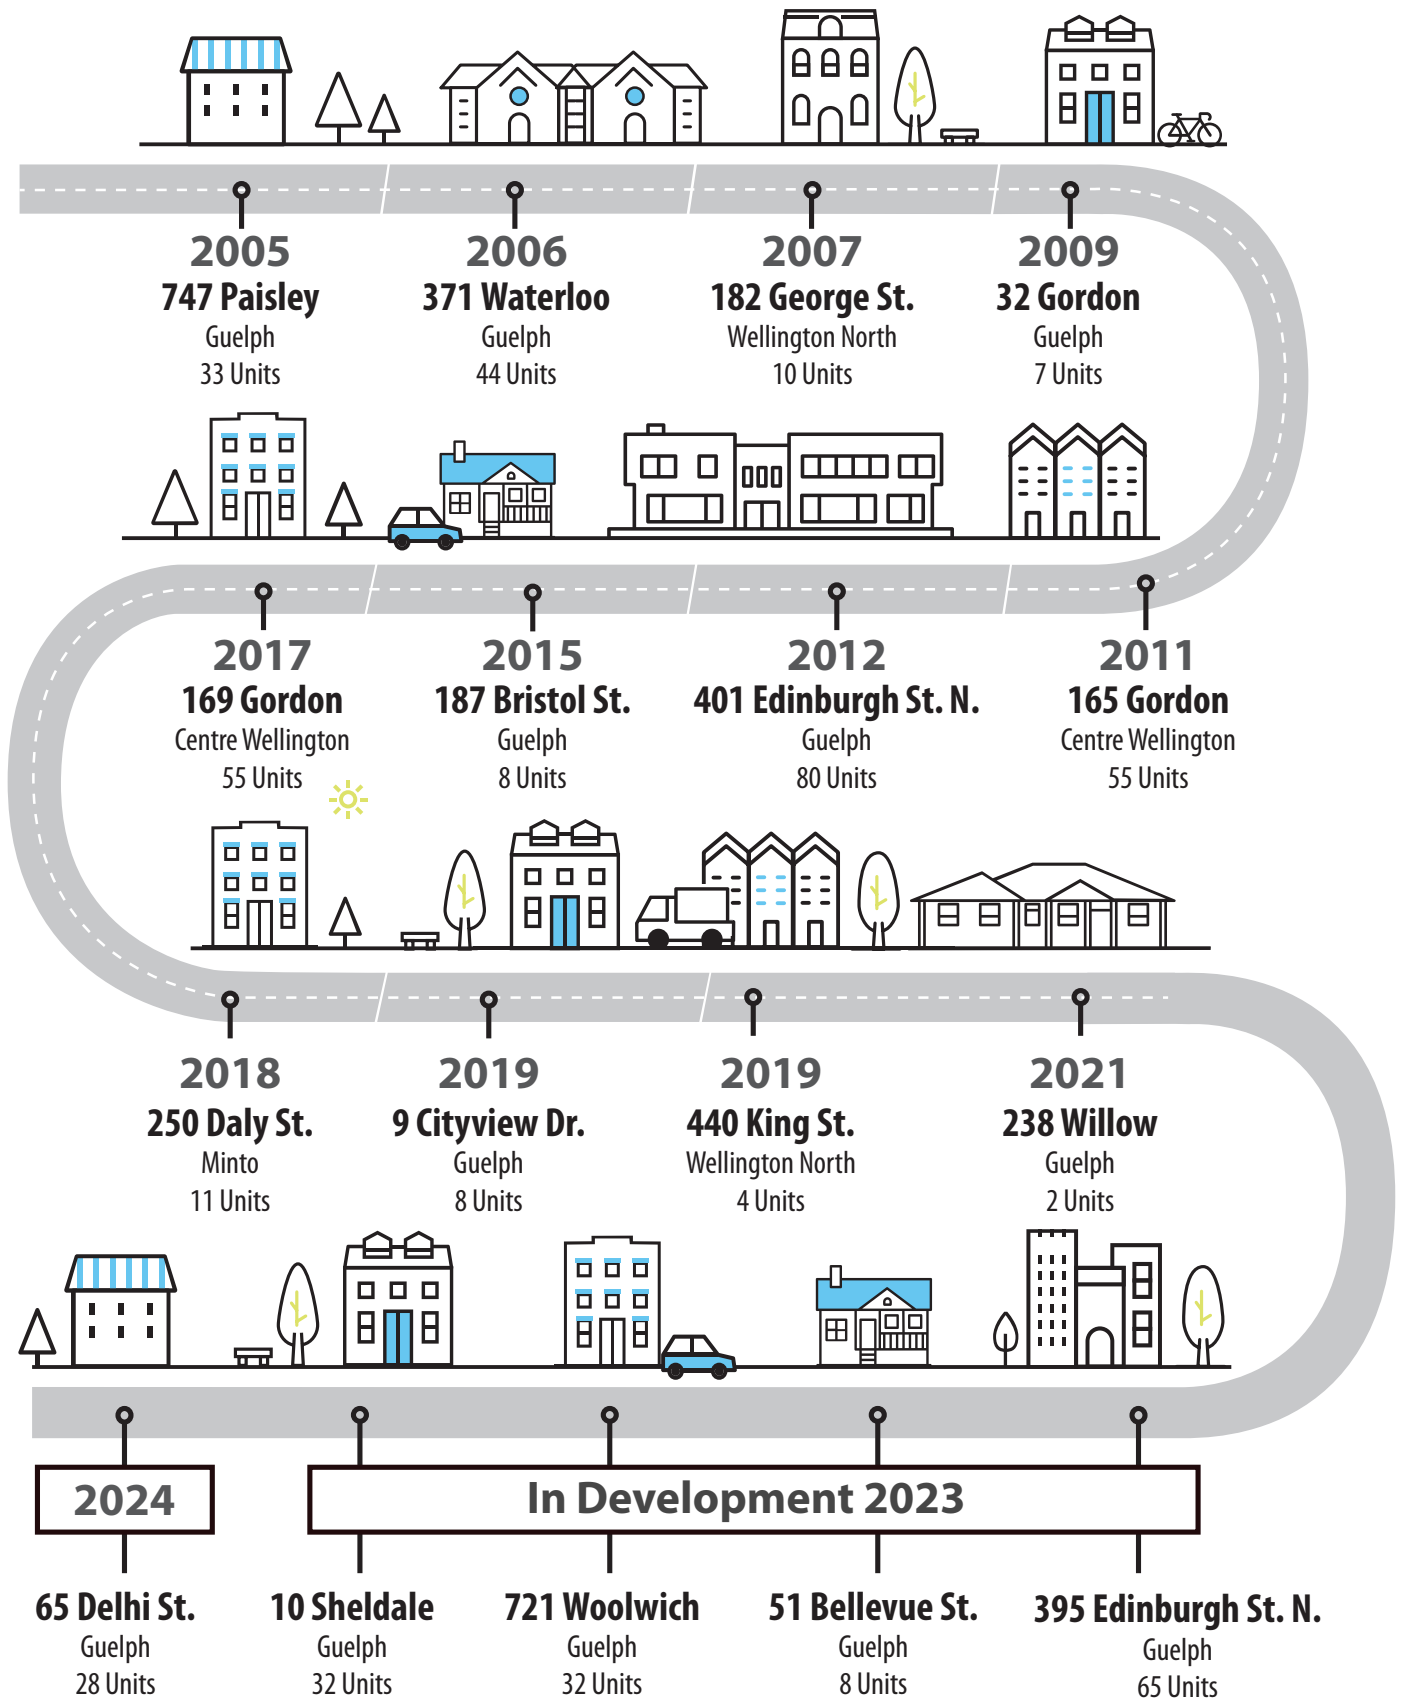 2005
747 Paisley
Guelph
33 Units
2006
371 Waterloo
Guelph
44 Units
2007
182 George St.
Wellington North
10 Units
2009
32 Gordon
Guelph
7 Units
2017
169 Gordon
Centre Wellington
55 Units
2015
187 Bristol St.
Guelph
8 Units
2012
401 Edinburgh St. N.
Guelph
80 Units
2011
165 Gordon
Centre Wellington
55 Units
2018
250 Daly St.
Minto
11 Units
2019
9 Cityview Dr.
Guelph
8 Units
2019
440 King St.
Wellington North
4 Units
2021
238 Willow
Guelph
2 Units
2024
65 Delhi St.
Guelph
28 Units
In Development 2023
10 Sheldale
Guelph
32 Units
721 Woolwich
Guelph
32 Units
51 Bellevue St.
Guelph
8 Units
395 Edinburgh St. N.
Guelph
65 Units